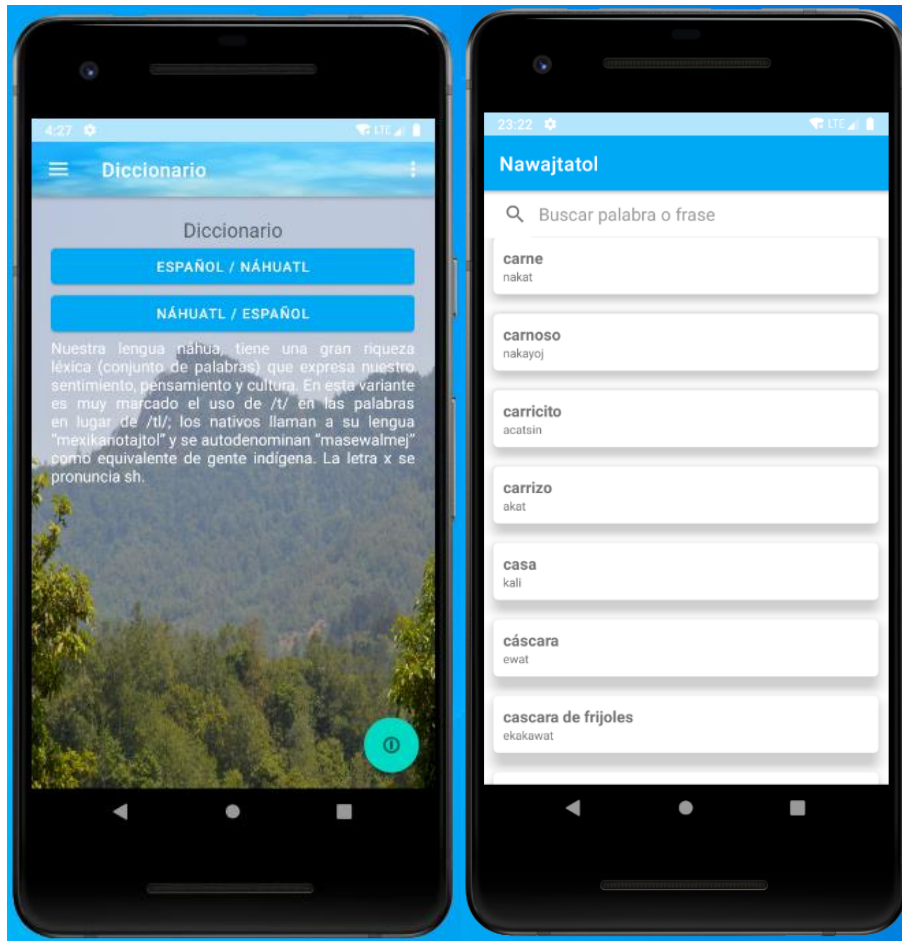 4:27
LTE
Diccionario
Diccionario
ESPAÑOL / NÁHUATL
NÁHUATL / ESPAÑOL
Nuestra lengua náhua, tiene una gran riqueza
léxica (conjunto de palabras) que expresa nuestro
sentimiento, pensamiento y cultura. En esta variante
es muy marcado el uso de /t/ en las palabras
en lugar de /tl/; los nativos llaman a su lengua
"mexikanotajtol" y se autodenominan "masewalmej"
como equivalente de gente indígena. La letra x se
pronuncia sh.
23:22
LTE
Nawajtatol
Buscar palabra o frase
carne
nakat
carnoso
nakayoj
carricito
acatsin
carrizo
akat
casa
kali
cáscara
ewat
cascara de frijoles
ekakawat